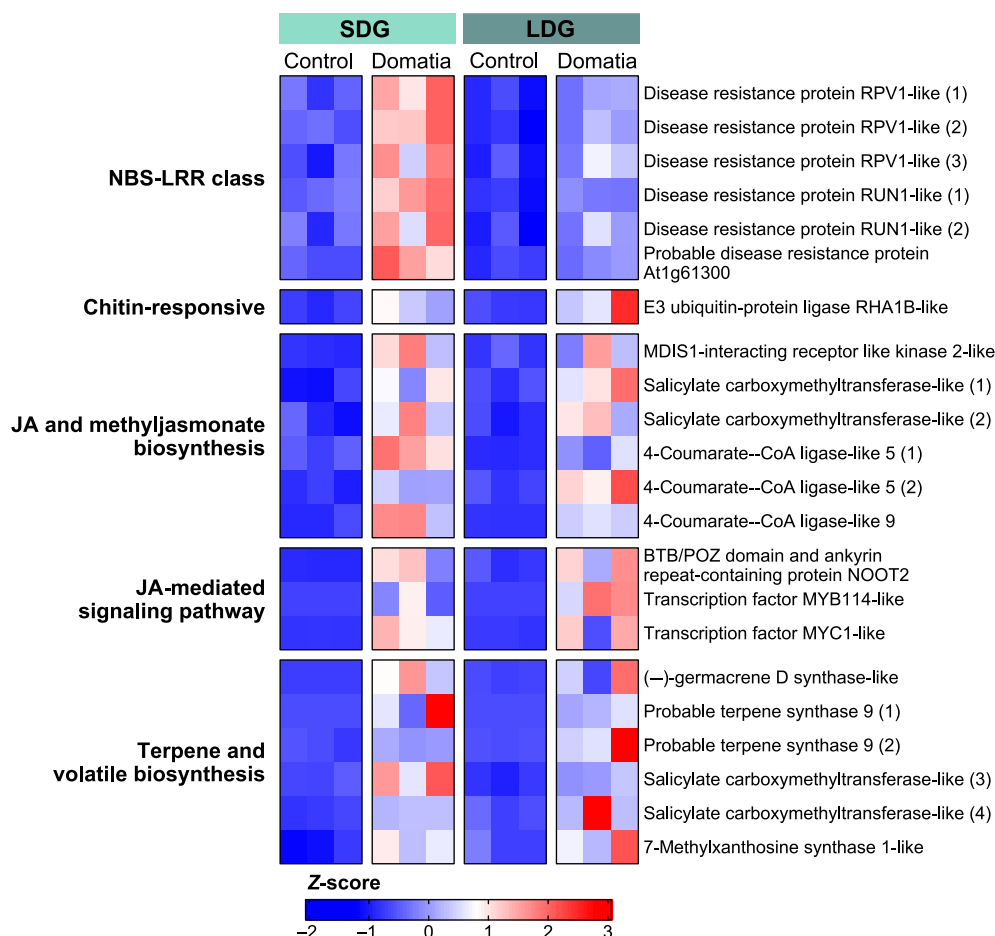 SDG LDG
Control Domatia Control Domatia
NBS-LRR class
Disease resistance protein RPV1-like (1)
Disease resistance protein RPV1-like (2)
Disease resistance protein RPV1-like (3)
Disease resistance protein RUN1-like (1)
Disease resistance protein RUN1-like (2)
Probable disease resistance protein
At1g61300
Chitin-responsive
E3 ubiquitin-protein ligase RHA1B-like
JA and methyljasmonate
biosynthesis
MDIS1-interacting receptor like kinase 2-like
Salicylate carboxymethyltransferase-like (1)
Salicylate carboxymethyltransferase-like (2)
4-Coumarate--CoA ligase-like 5 (1)
4-Coumarate--CoA ligase-like 5 (2)
4-Coumarate--CoA ligase-like 9
JA-mediated
signaling pathway
BTB/POZ domain and ankyrin
repeat-containing protein NOOT2
Transcription factor MYB114-like
Transcription factor MYC1-like
Terpene and
volatile biosynthesis
(–)-germacrene D synthase-like
Probable terpene synthase 9 (1)
Probable terpene synthase 9 (2)
Salicylate carboxymethyltransferase-like (3)
Salicylate carboxymethyltransferase-like (4)
7-Methylxanthosine synthase 1-like
Z-score
–2 –1 0 1 2 3